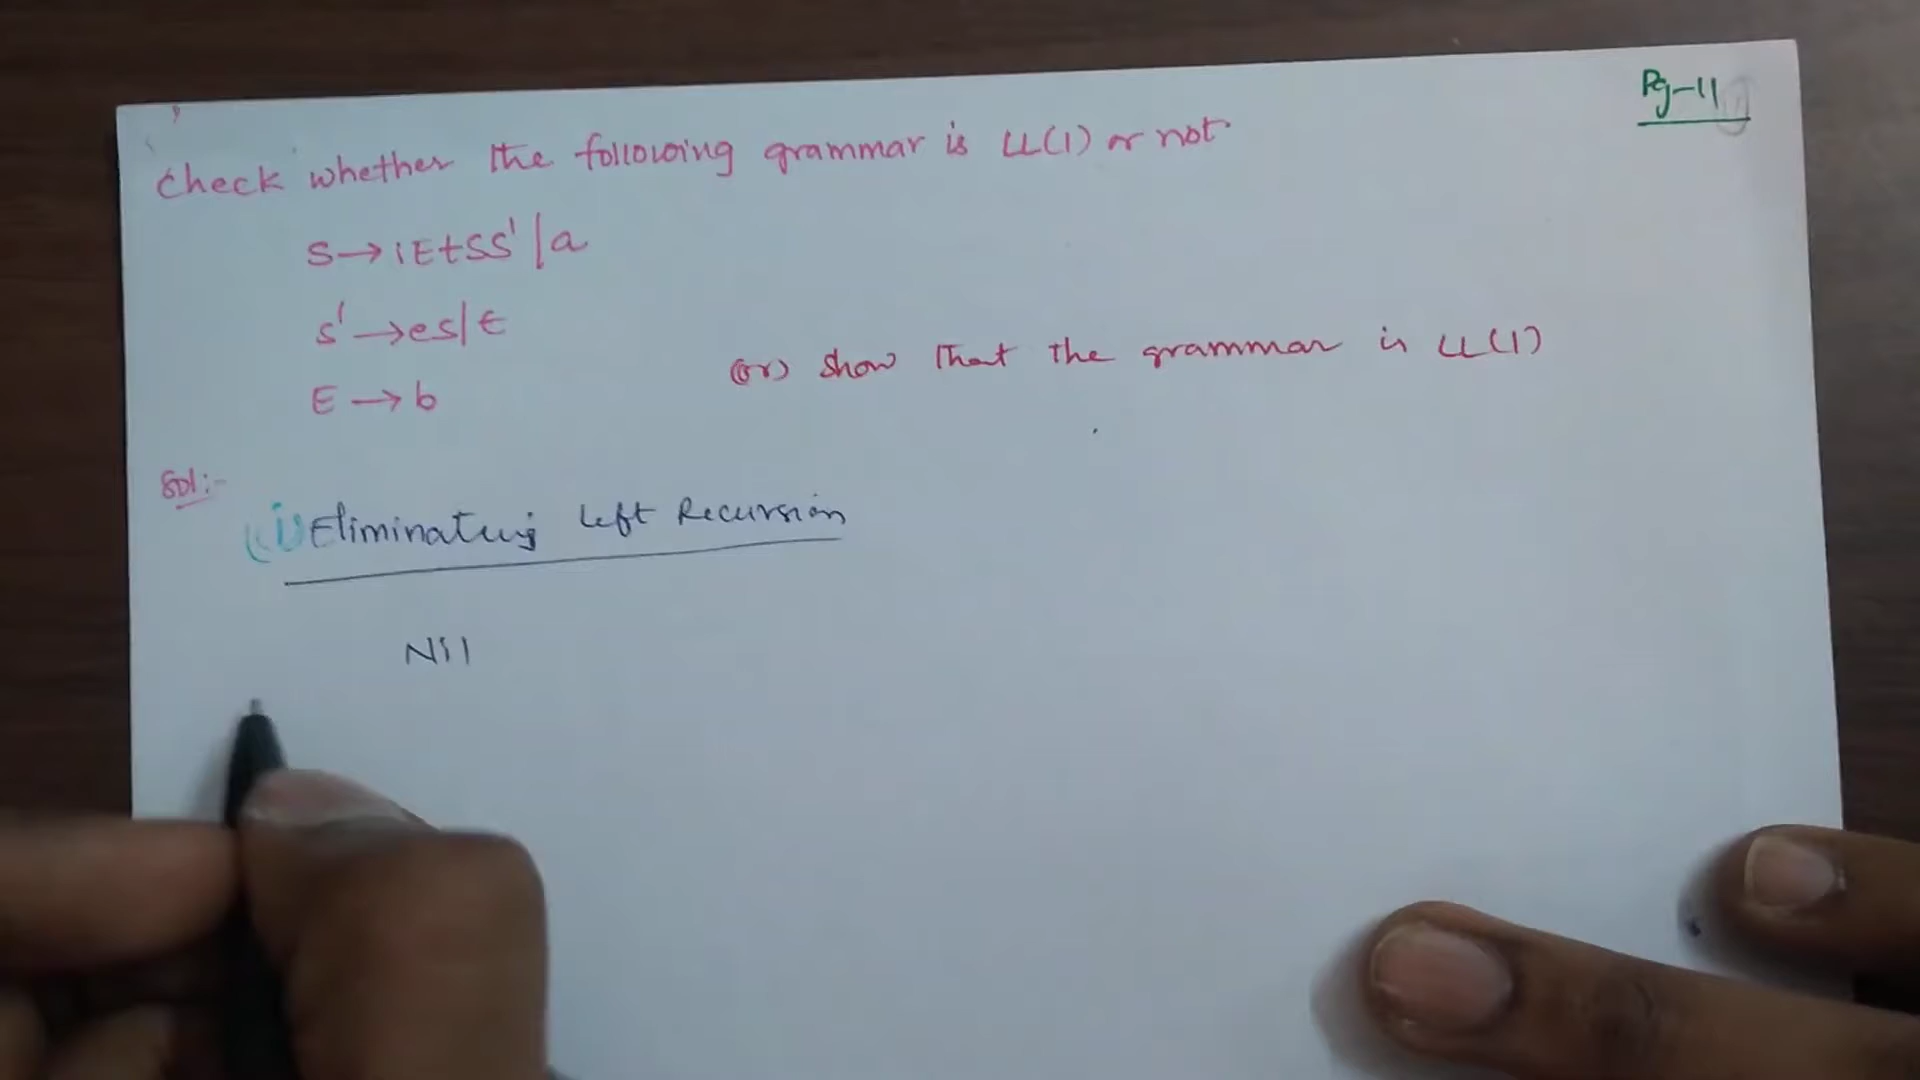 Pg-11
Check whether the following grammar is LL(1) or not.
S→iEtSS'|a
S'→eS|ϵ
E→b
(or) Show that the grammar is LL(1)
Sol:-
(i) Eliminating Left Recursion
Nil